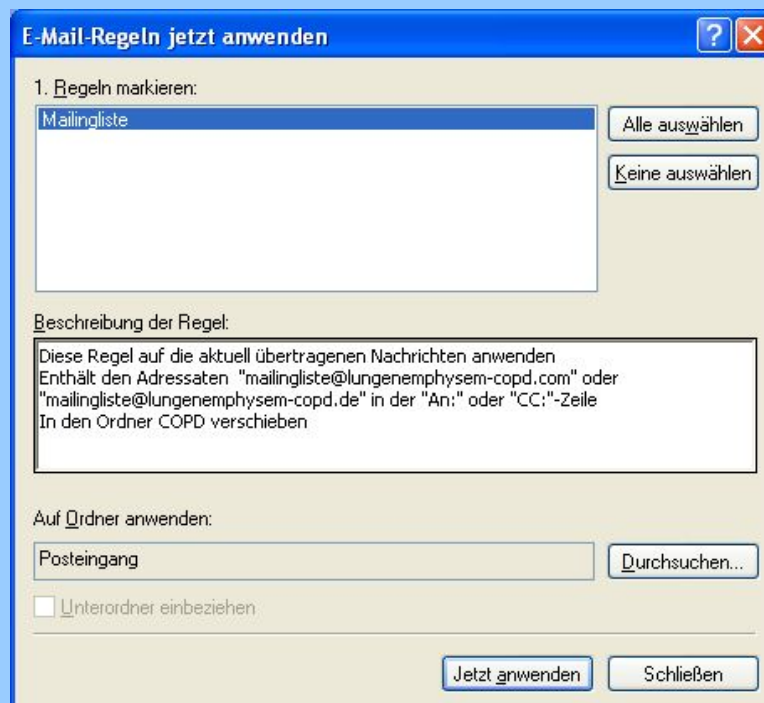 E-Mail-Regeln jetzt anwenden
1. Regeln markieren:
Mailingliste
Alle auswählen
Keine auswählen
Beschreibung der Regel:
Diese Regel auf die aktuell übertragenen Nachrichten anwenden
Enthält den Adressaten "mailingliste@lungenemphysem-copd.com" oder
"mailingliste@lungenemphysem-copd.de" in der "An:" oder "CC:"-Zeile
In den Ordner COPD verschieben
Auf Ordner anwenden:
Posteingang
Durchsuchen...
Unterordner einbeziehen
Jetzt anwenden
Schließen